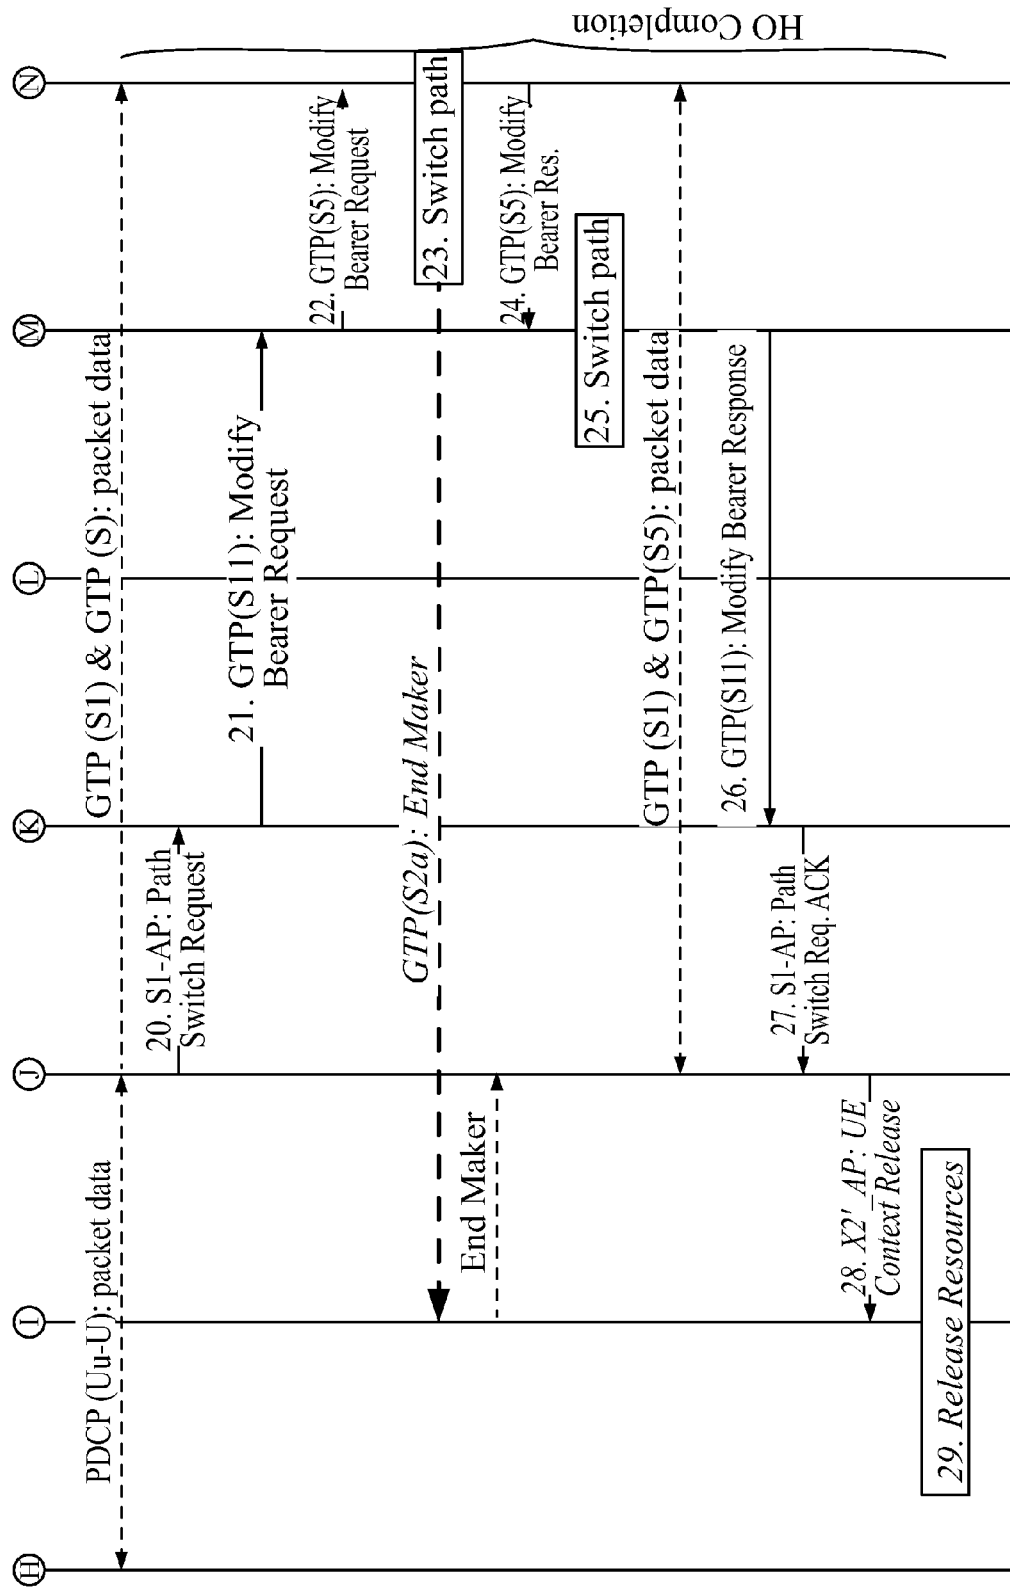 H
I
J
K
L
M
N
PDCP (Uu-U): packet data
GTP (S1) & GTP (S): packet data
20. S1-AP: Path
Switch Request
21. GTP(S11): Modify
Bearer Request
22. GTP(S5): Modify
Bearer Request
23. Switch path
GTP(S2a): End Maker
End Maker
24. GTP(S5): Modify
Bearer Res.
25. Switch path
GTP (S1) & GTP(S5): packet data
26. GTP(S11): Modify Bearer Response
27. S1-AP: Path
Switch Req. ACK
28. X2'_AP: UE
Context Release
29. Release Resources
HO Completion